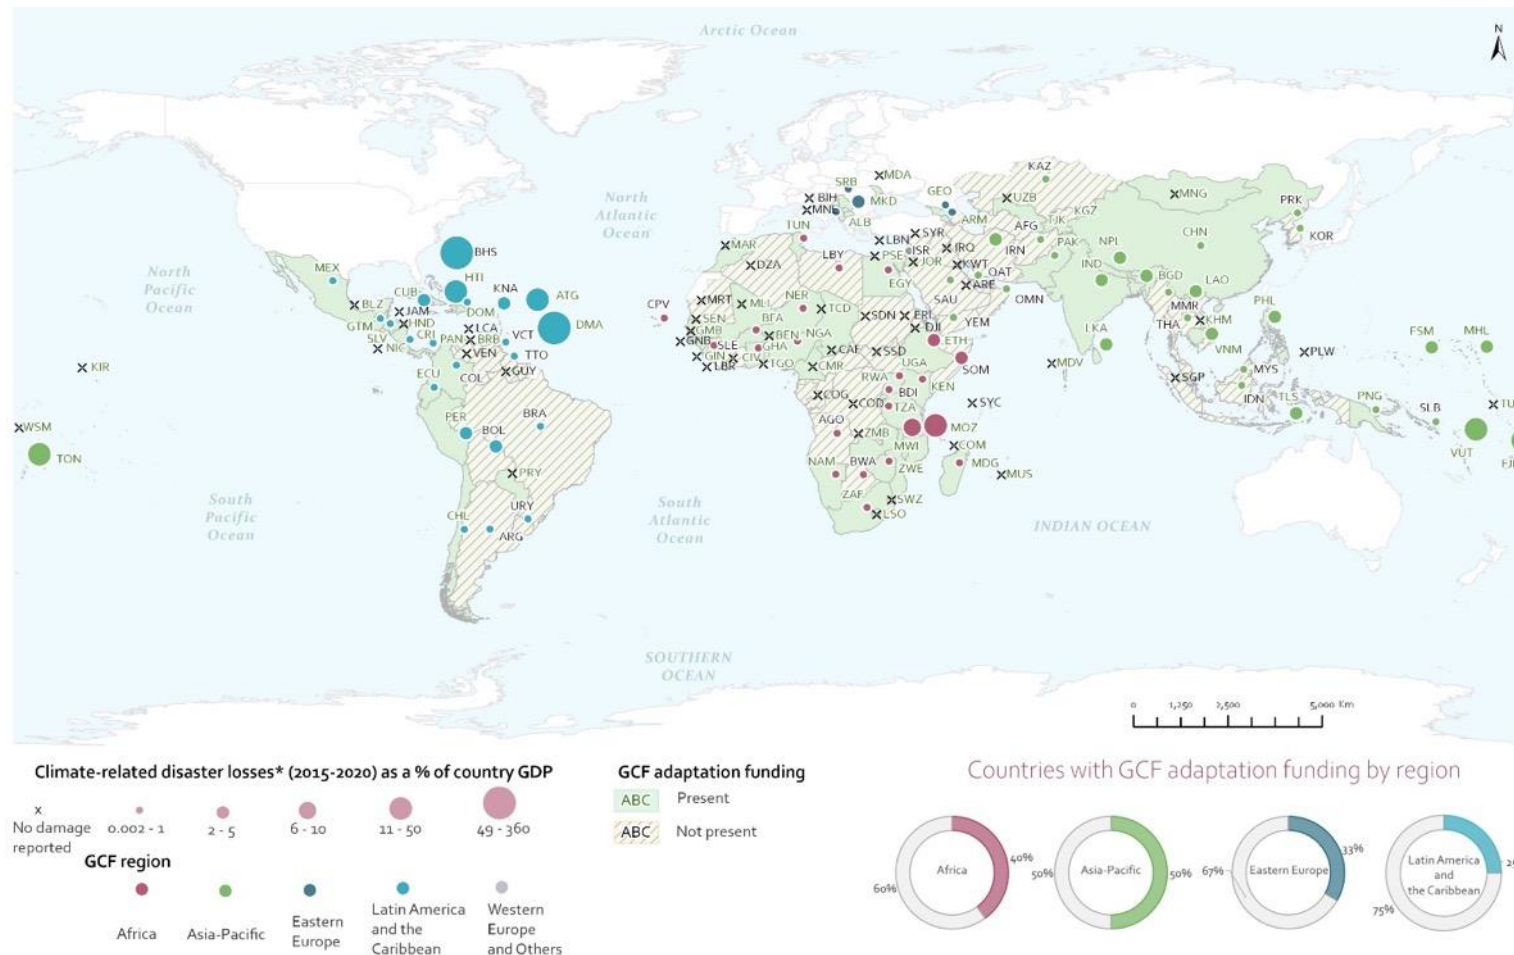 Arctic Ocean
N
North
Atlantic
Ocean
North
Pacific
Ocean
South
Pacific
Ocean
South
Atlantic
Ocean
INDIAN OCEAN
SOUTHERN
OCEAN
KAZ
MDA
SRB
BIH
MKD
GEO
UZB
MNG
PRK
MNE
ALB
ARM
TJK
KGZ
AFG
CHN
KOR
TUN
LBN
SYR
BHS
MAR
ISR
IRQ
IRN
PAK
NPL
DZA
LBY
PSE
JOR
KWT
QAT
IND
BGD
LAO
MEX
HTI
EGY
ARE
CUB
KNA
ATG
SAU
OMN
MMR
PHL
BLZ
JAM
DOM
CPV
MRT
MLI
NER
TCD
GTM
HND
LCA
DMA
SEN
BFA
SDN
ERI
YEM
THA
KHM
GMB
DJI
SLV
CRI
PAN
BRB
VCT
GNB
SLE
BEN
NGA
ETH
LKA
VNM
FSM
MHL
NIC
VEN
TTO
GIN
CIV
GHA
CAF
SSD
PLW
KIR
ECU
COL
GUY
LBR
TGO
CMR
UGA
SOM
MDV
MYS
SGP
RWA
KEN
BDI
IDN
TLS
COG
COD
TZA
SYC
PNG
SLB
TU
WSM
PER
BRA
AGO
MOZ
TON
BOL
ZMB
MWI
COM
VUT
FJ
PRY
NAM
BWA
ZWE
MDG
MUS
CHL
URY
ZAF
SWZ
ARG
LSO
0 1,250 2,500 5,000 Km
Climate-related disaster losses* (2015-2020) as a % of country GDP
x
No damage
reported
0.002 - 1
2 - 5
6 - 10
11 - 50
49 - 360
GCF region
Africa
Asia-Pacific
Eastern
Europe
Latin America
and the
Caribbean
Western
Europe
and Others
GCF adaptation funding
ABC Present
ABC Not present
Countries with GCF adaptation funding by region
Africa
40%
60%
Asia-Pacific
50%
50%
Eastern Europe
33%
67%
Latin America
and
the Caribbean
25
75%